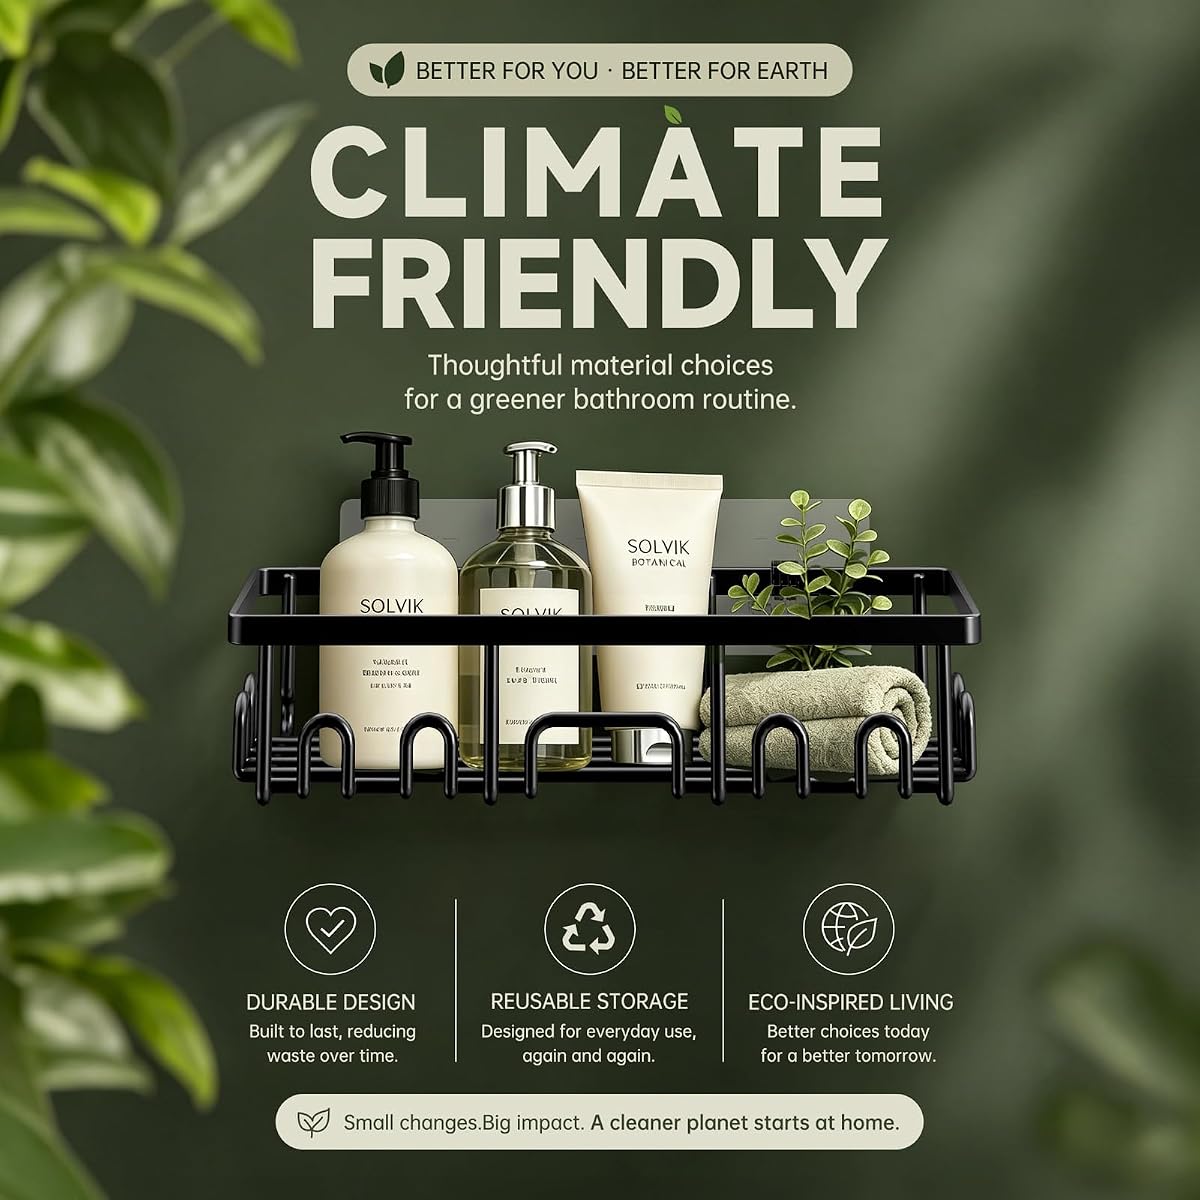 BETTER FOR YOU · BETTER FOR EARTH
CLIMATE
FRIENDLY
Thoughtful material choices
for a greener bathroom routine.
SOLVIK
SOLVIK
SOLVIK
BOTANICAL
DURABLE DESIGN
Built to last, reducing
waste over time.
REUSABLE STORAGE
Designed for everyday use,
again and again.
ECO-INSPIRED LIVING
Better choices today
for a better tomorrow.
Small changes.Big impact. A cleaner planet starts at home.